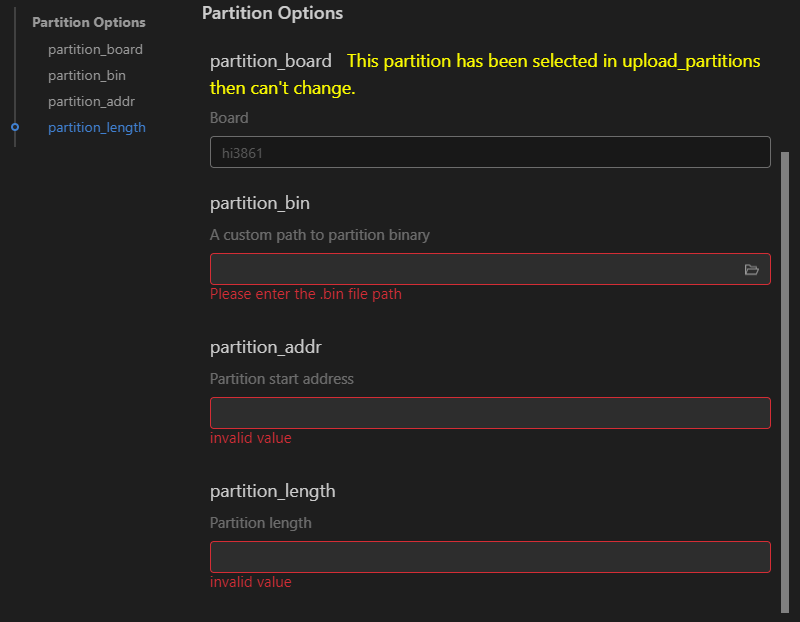 Partition Options
partition_board
partition_bin
partition_addr
partition_length
Partition Options
partition_board This partition has been selected in upload_partitions
then can't change.
Board
hi3861
partition_bin
A custom path to partition binary
Please enter the .bin file path
partition_addr
Partition start address
invalid value
partition_length
Partition length
invalid value